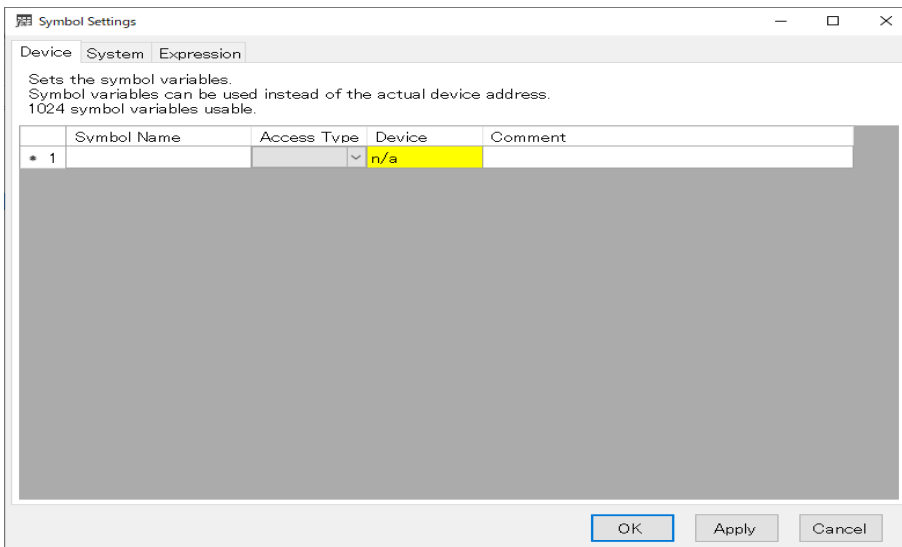 Symbol Settings
Device System Expression
Sets the symbol variables.
Symbol variables can be used instead of the actual device address.
1024 symbol variables usable.
Symbol Name Access Type Device Comment
* 1 n/a
OK Apply Cancel